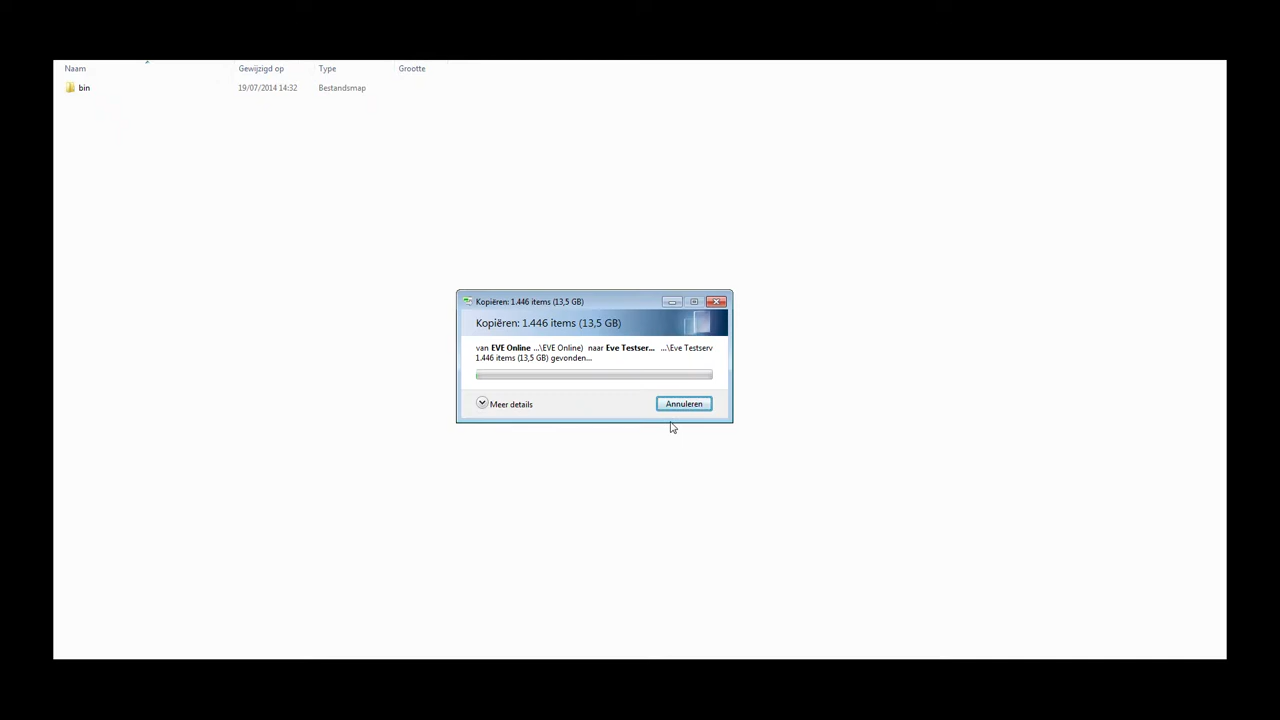 Naam Gewijzigd op Type Grootte
bin 19/07/2014 14:32 Bestandsmap
Kopiëren: 1.446 items (13,5 GB)
Kopiëren: 1.446 items (13,5 GB)
van EVE Online ...\EVE Online) naar Eve Testser... ...\Eve Testserv
1.446 items (13,5 GB) gevonden...
Meer details Annuleren